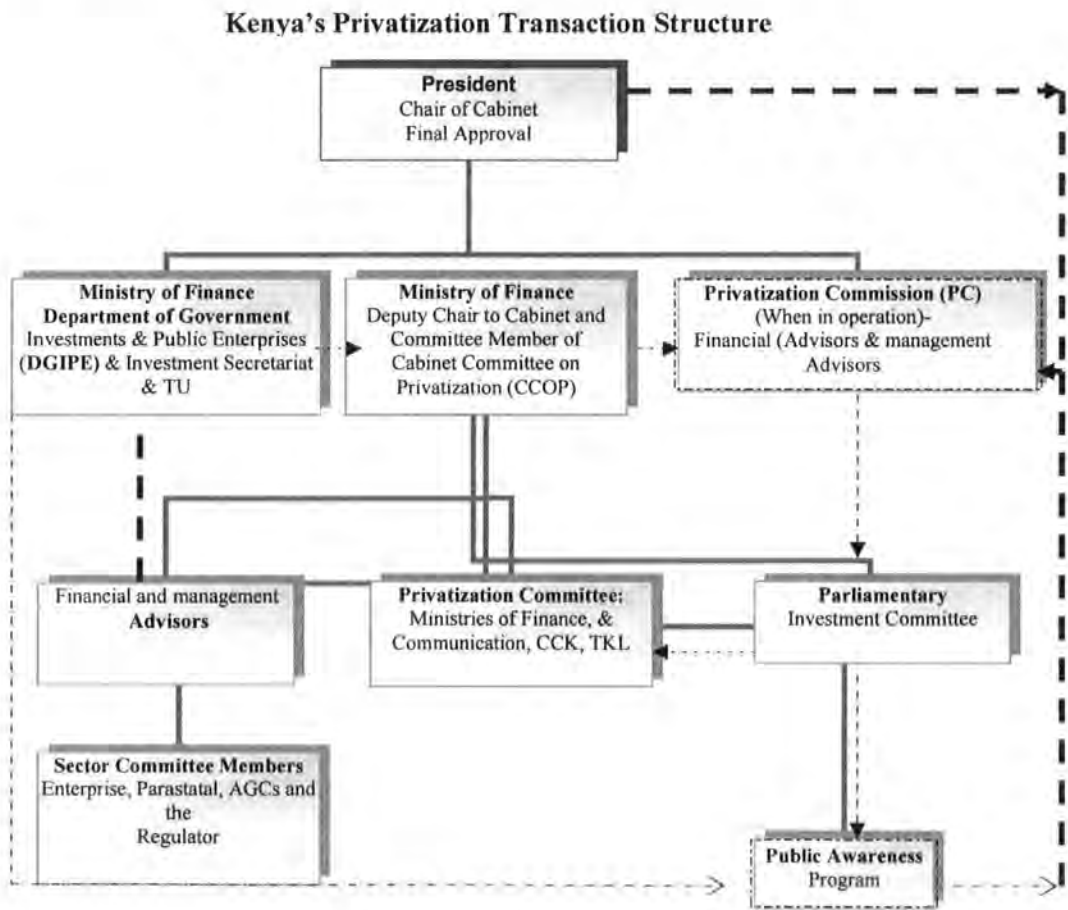 Kenya's Privatization Transaction Structure
President
Chair of Cabinet
Final Approval
Ministry of Finance
Department of Government
Investments & Public Enterprises
(DGIPE) & Investment Secretariat
& TU
Ministry of Finance
Deputy Chair to Cabinet and
Committee Member of
Cabinet Committee on
Privatization (CCOP)
Privatization Commission (PC)
(When in operation)-
Financial (Advisors & management
Advisors
Financial and management
Advisors
Privatization Committee:
Ministries of Finance, &
Communication, CCK, TKL
Parliamentary
Investment Committee
Sector Committee Members
Enterprise, Parastatal, AGCs and
the
Regulator
Public Awareness
Program